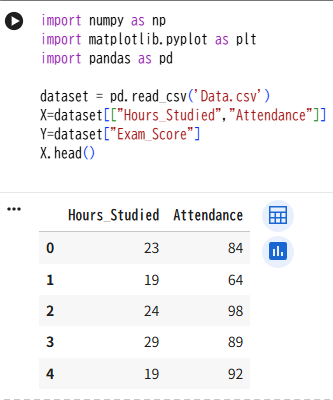 import numpy as np
import matplotlib.pyplot as plt
import pandas as pd
dataset = pd.read_csv('Data.csv')
X=dataset[["Hours_Studied","Attendance"]]
Y=dataset["Exam_Score"]
X.head()
Hours_Studied Attendance
0 23 84
1 19 64
2 24 98
3 29 89
4 19 92